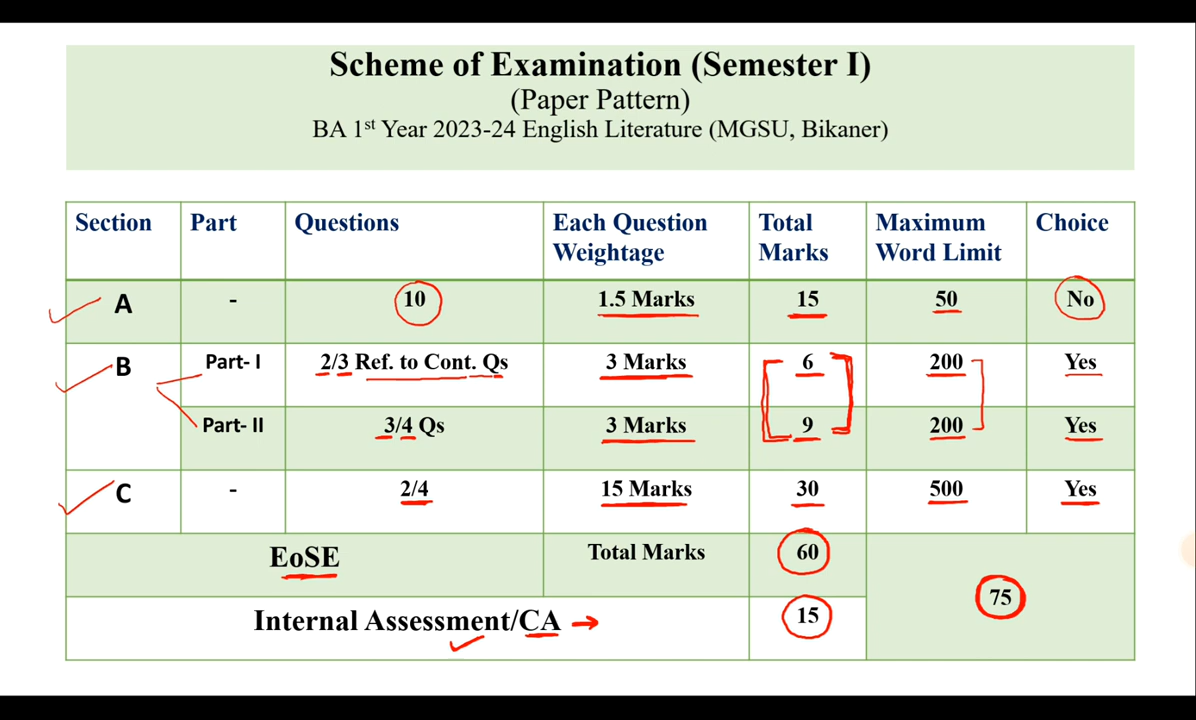 Scheme of Examination (Semester I)
(Paper Pattern)
BA 1st Year 2023-24 English Literature (MGSU, Bikaner)
Section Part Questions Each Question Weightage Total Marks Maximum Word Limit Choice
A - 10 1.5 Marks 15 50 No
B Part- I 2/3 Ref. to Cont. Qs 3 Marks 6 200 Yes
Part- II 3/4 Qs 3 Marks 9 200 Yes
C - 2/4 15 Marks 30 500 Yes
EoSE Total Marks 60
75
Internal Assessment/CA 15